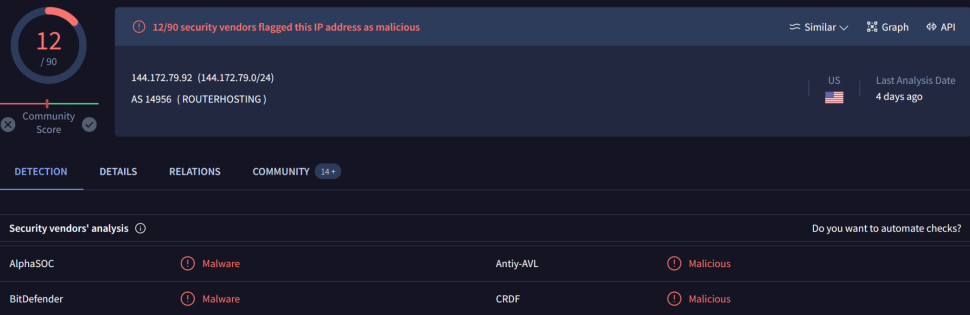 12
/ 90
Community
Score
12/90 security vendors flagged this IP address as malicious
Similar
Graph
API
144.172.79.92 (144.172.79.0/24)
AS 14956 ( ROUTERHOSTING )
US
Last Analysis Date
4 days ago
DETECTION DETAILS RELATIONS COMMUNITY 14+
Security vendors' analysis Do you want to automate checks?
AlphaSOC Malware Antiy-AVL Malicious
BitDefender Malware CRDF Malicious